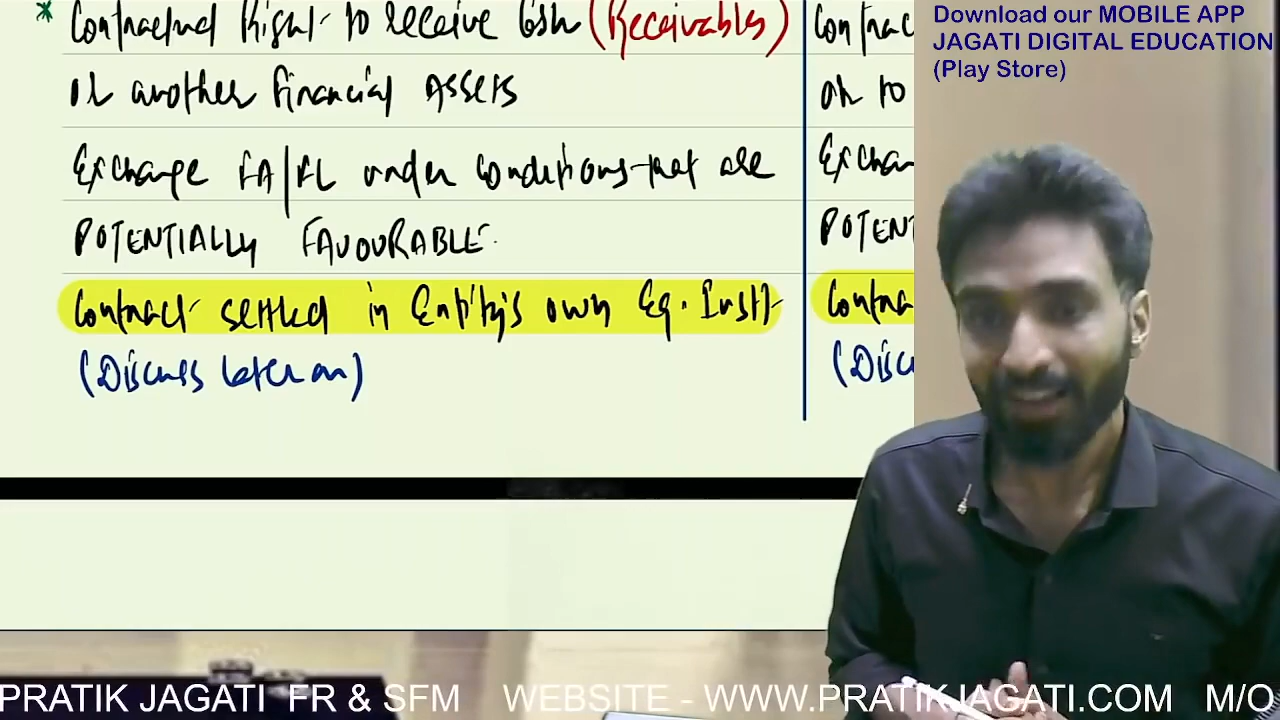 * Contractual Right to receive Cash (Receivables)
or another Financial Assets
Exchange FA/FL under conditions that are
POTENTIALLY FAVOURABLE.
Contract settled in Entity's own Eq. Instt
(Discuss later on)
Contrac
or to
Exchan
POTENT
Contra
(Discu
Download our MOBILE APP
JAGATI DIGITAL EDUCATION
(Play Store)
PRATIK JAGATI FR & SFM WEBSITE - WWW.PRATIKJAGATI.COM M/O